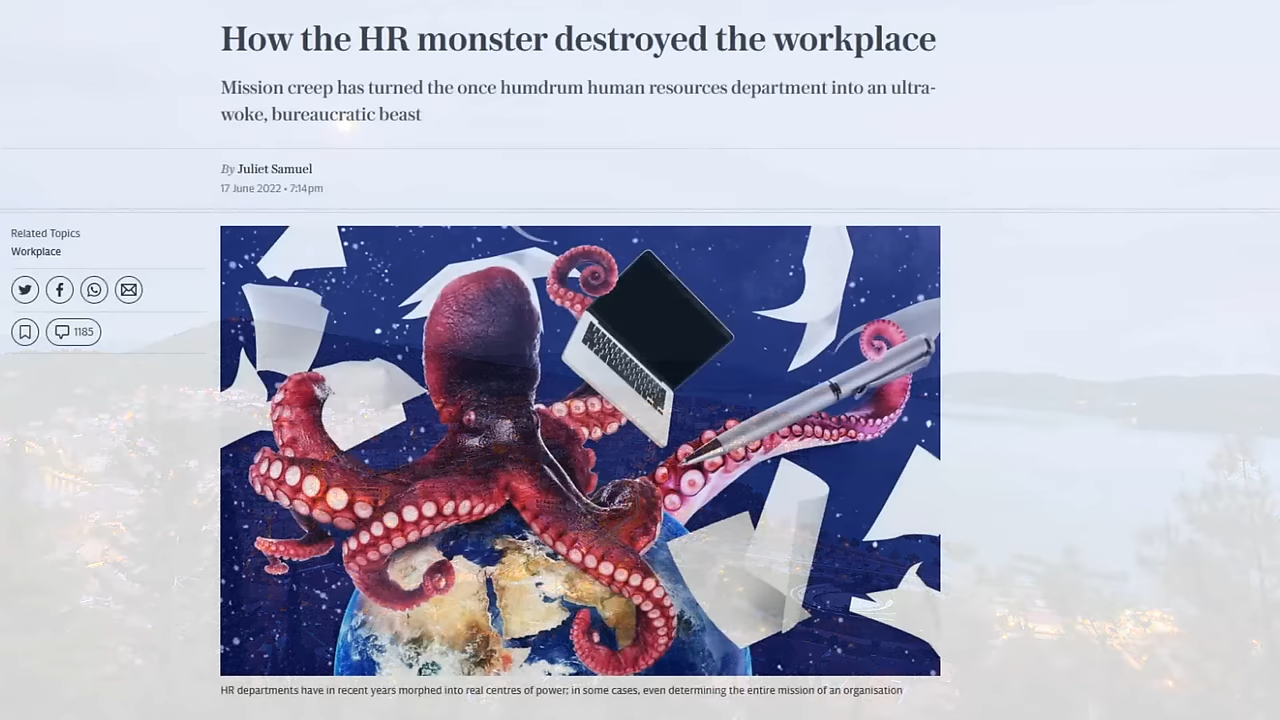 How the HR monster destroyed the workplace
Mission creep has turned the once humdrum human resources department into an ultra-
woke, bureaucratic beast
By Juliet Samuel
17 June 2022 • 7:14pm
Related Topics
Workplace
1185
HR departments have in recent years morphed into real centres of power; in some cases, even determining the entire mission of an organisation